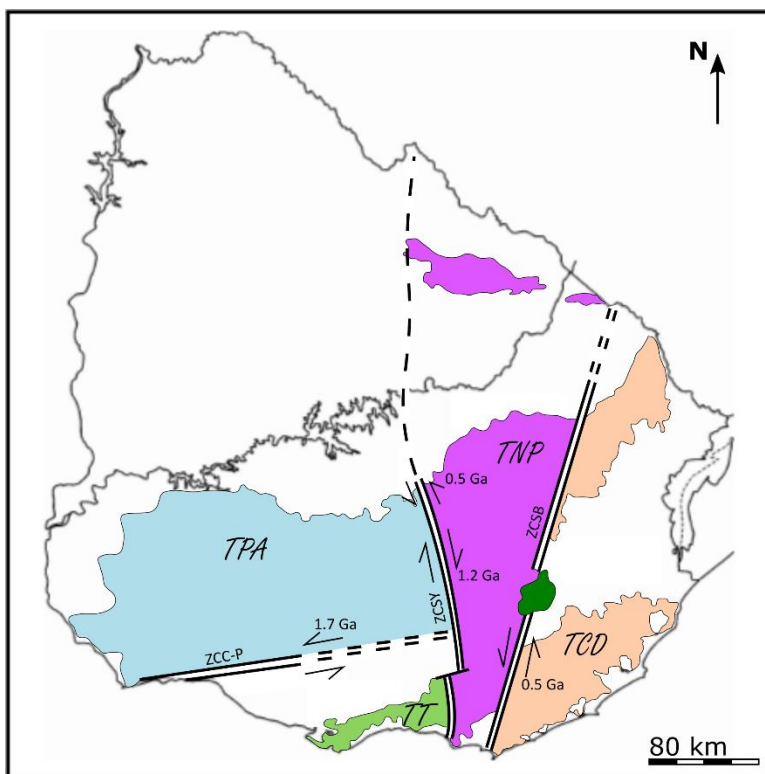 N
TNP
0.5 Ga
ZCSB
TPA
1.2 Ga
ZCSY
1.7 Ga
ZCC-P
TCD
0.5 Ga
TT
80 km